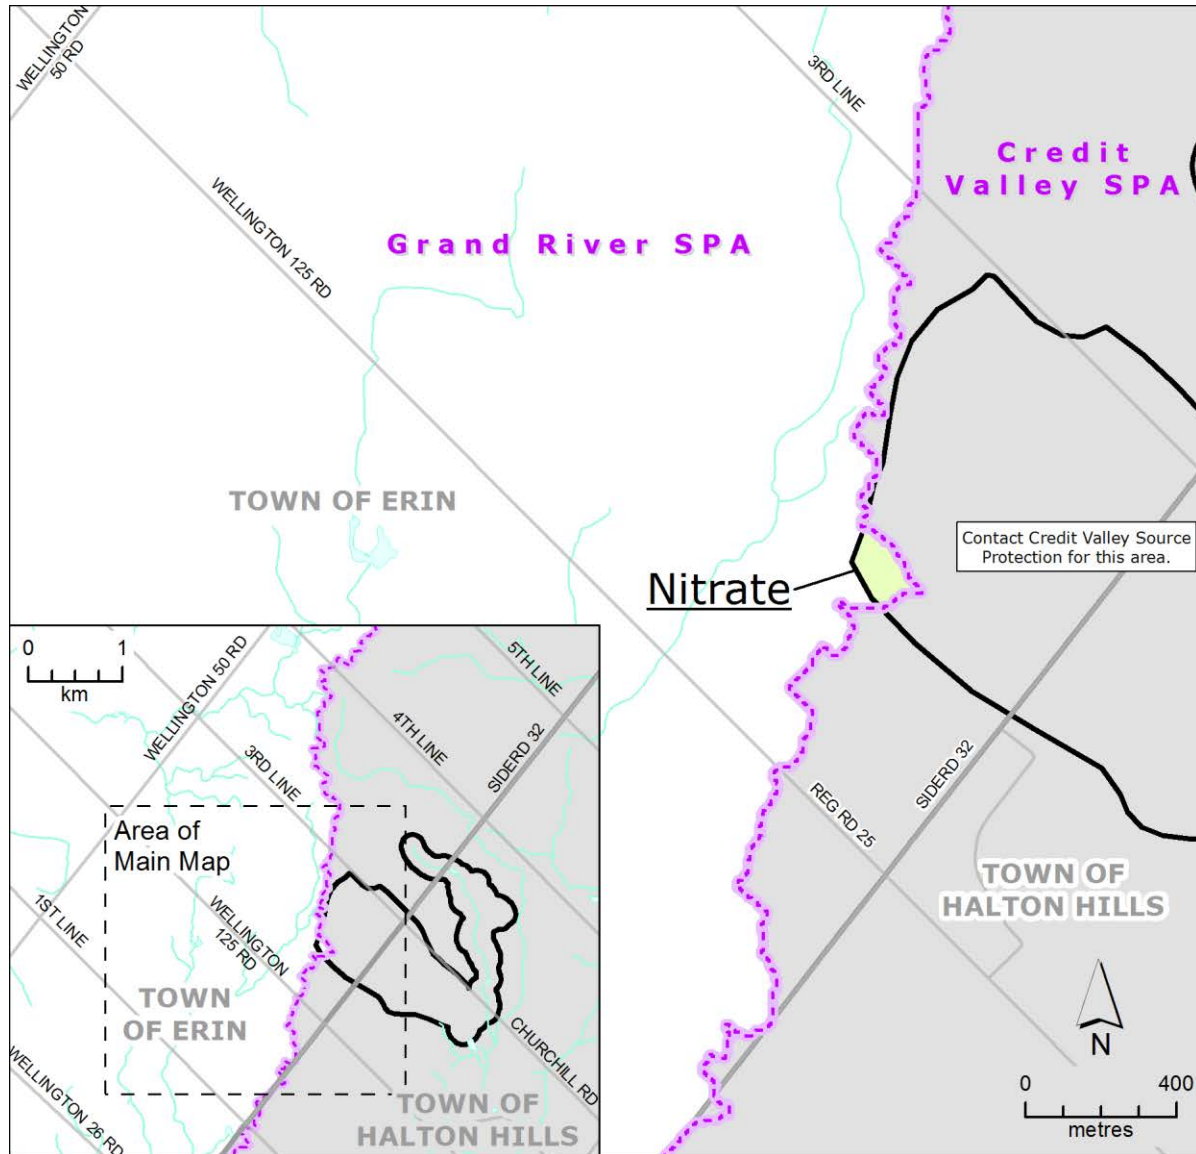 WELLINGTON
50 RD
3RD LINE
Credit
Valley SPA
WELLINGTON 125 RD
Grand River SPA
TOWN OF ERIN
Contact Credit Valley Source
Protection for this area.
Nitrate
REG RD 25
SIDERD 32
TOWN OF
HALTON HILLS
N
0 400
metres
0 1
km
WELLINGTON 50 RD
5TH LINE
4TH LINE
SIDERD 32
3RD LINE
Area of
Main Map
1ST LINE
WELLINGTON
125 RD
TOWN
OF ERIN
CHURCHILL RD
WELLINGTON 26 RD
TOWN OF
HALTON HILLS